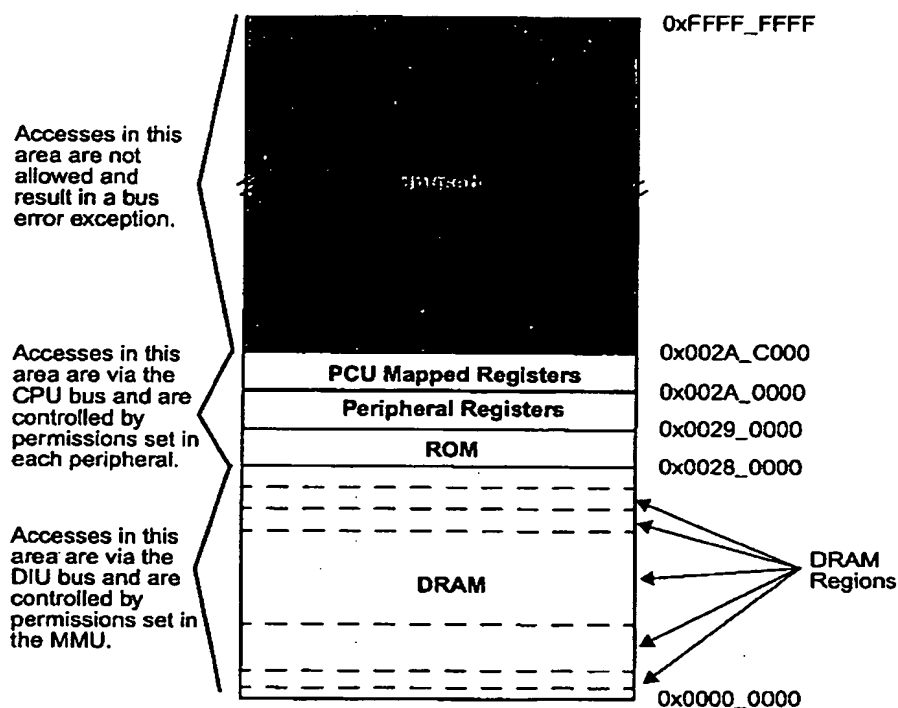 0xFFFF_FFFF
Accesses in this
area are not
allowed and
result in a bus
error exception.
0x002A_C000
Accesses in this
area are via the
CPU bus and are
controlled by
permissions set in
each peripheral.
PCU Mapped Registers
0x002A_0000
Peripheral Registers
0x0029_0000
ROM
0x0028_0000
Accesses in this
area are via the
DIU bus and are
controlled by
permissions set in
the MMU.
DRAM
DRAM
Regions
0x0000_0000